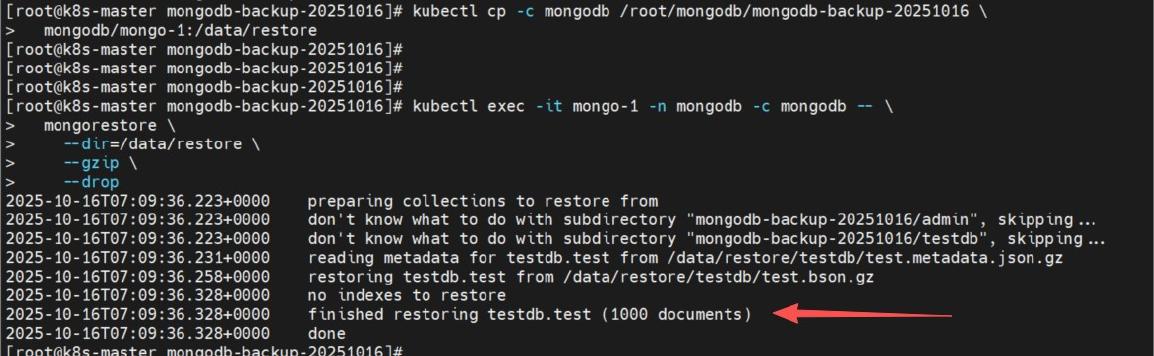 [root@k8s-master mongodb-backup-20251016]# kubectl cp -c mongodb /root/mongodb/mongodb-backup-20251016 \
>   mongodb/mongo-1:/data/restore
[root@k8s-master mongodb-backup-20251016]#
[root@k8s-master mongodb-backup-20251016]#
[root@k8s-master mongodb-backup-20251016]#
[root@k8s-master mongodb-backup-20251016]# kubectl exec -it mongo-1 -n mongodb -c mongodb -- \
>   mongorestore \
>     --dir=/data/restore \
>     --gzip \
>     --drop
2025-10-16T07:09:36.223+0000    preparing collections to restore from
2025-10-16T07:09:36.223+0000    don't know what to do with subdirectory "mongodb-backup-20251016/admin", skipping...
2025-10-16T07:09:36.223+0000    don't know what to do with subdirectory "mongodb-backup-20251016/testdb", skipping...
2025-10-16T07:09:36.231+0000    reading metadata for testdb.test from /data/restore/testdb/test.metadata.json.gz
2025-10-16T07:09:36.258+0000    restoring testdb.test from /data/restore/testdb/test.bson.gz
2025-10-16T07:09:36.328+0000    no indexes to restore
2025-10-16T07:09:36.328+0000    finished restoring testdb.test (1000 documents)
2025-10-16T07:09:36.328+0000    done
[root@k8s-master mongodb-backup-20251016]#